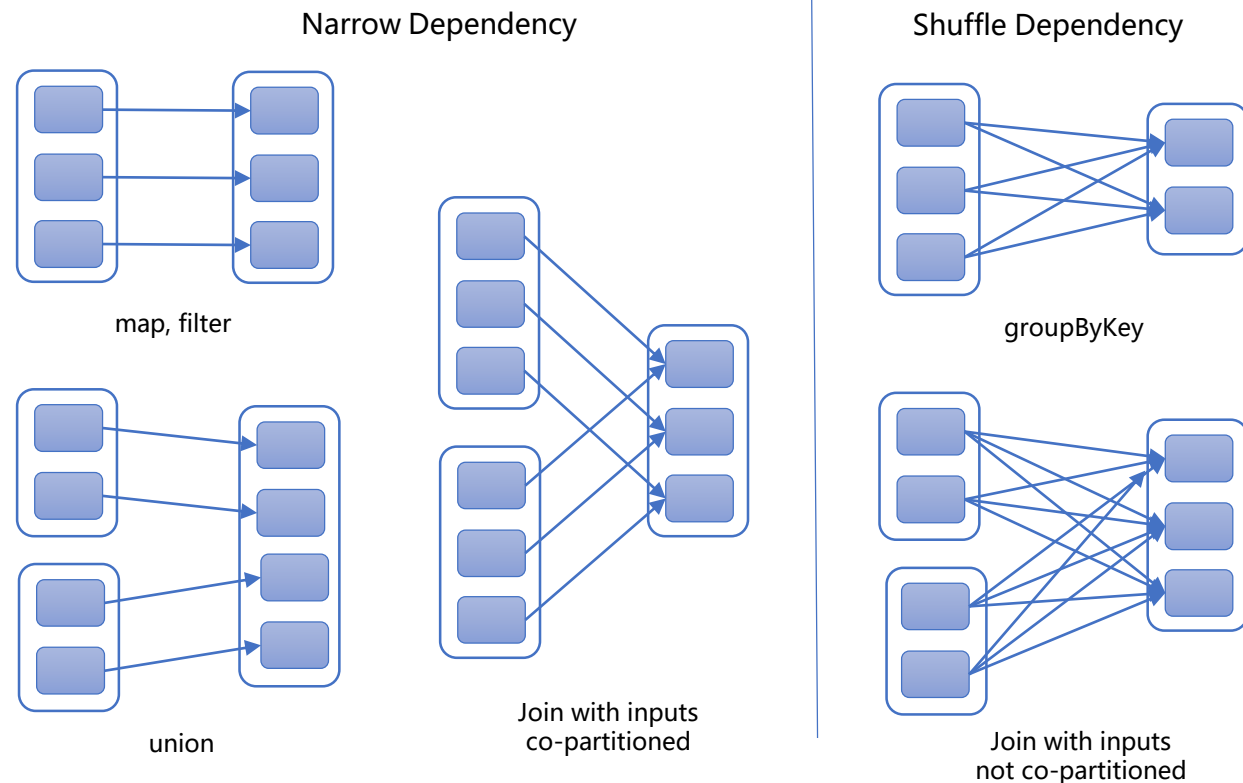 Narrow Dependency
Shuffle Dependency
map, filter
groupByKey
union
Join with inputs
co-partitioned
Join with inputs
not co-partitioned